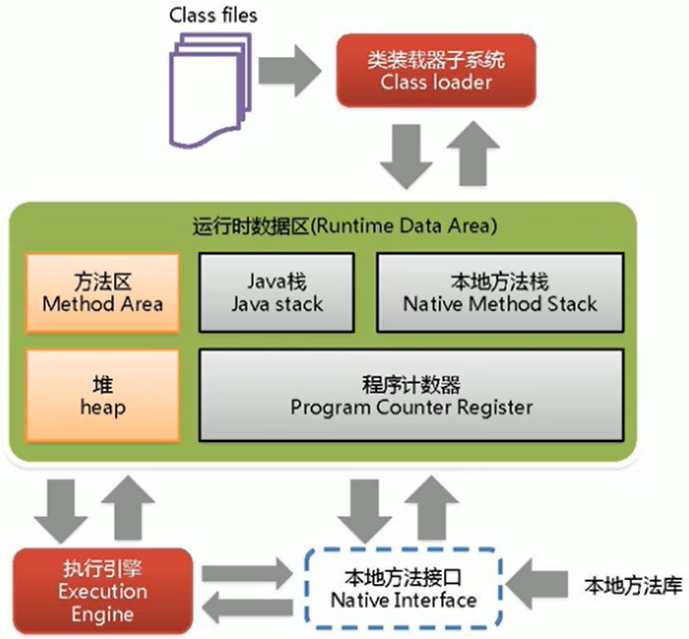 Class files
类装载器子系统
Class loader
运行时数据区(Runtime Data Area)
方法区
Method Area
Java栈
Java stack
本地方法栈
Native Method Stack
堆
heap
程序计数器
Program Counter Register
执行引擎
Execution
Engine
本地方法接口
Native Interface
本地方法库